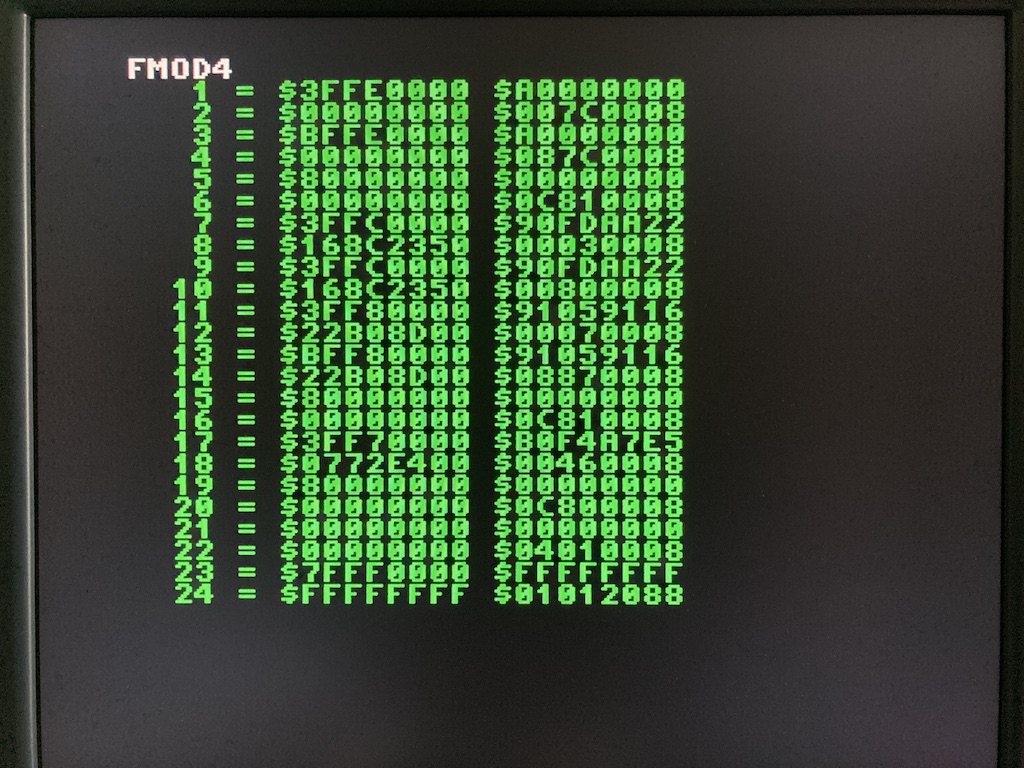 FMOD4
1 = $3FFE0000 $A0000000
2 = $00000000 $007C0008
3 = $BFFE0000 $A0000000
4 = $00000000 $087C0008
5 = $80000000 $00000000
6 = $00000000 $0C810008
7 = $3FFC0000 $90FDAA22
8 = $168C2350 $00030008
9 = $3FFC0000 $90FDAA22
10 = $168C2350 $00800008
11 = $3FF80000 $91059116
12 = $22B08D00 $00070008
13 = $BFF80000 $91059116
14 = $22B08D00 $08870008
15 = $80000000 $00000000
16 = $00000000 $0C810008
17 = $3FF70000 $B0F4A7E5
18 = $0772E400 $00460008
19 = $80000000 $00000000
20 = $00000000 $0C800008
21 = $00000000 $00000000
22 = $00000000 $04010008
23 = $7FFF0000 $FFFFFFFF
24 = $FFFFFFFF $01012088